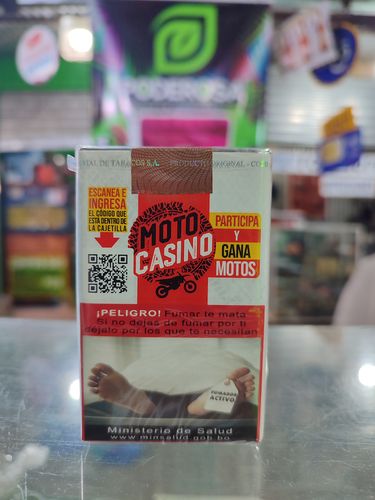 PODEROSA
TAL DE TABACOS S.A. - PRODUCTO ORIGINAL - CO
ESCANEA E
INGRESA
EL CÓDIGO QUE
ESTA DENTRO DE
LA CAJETILLA
MOTO
CASINO
PARTICIPA
Y
GANA
MOTOS
¡PELIGRO! Fumar te mata
Si no dejas de fumar por ti
déjalo por los que te necesitan
FUMADOR
ACTIVO
Ministerio de Salud
www.minsalud.gob.bo